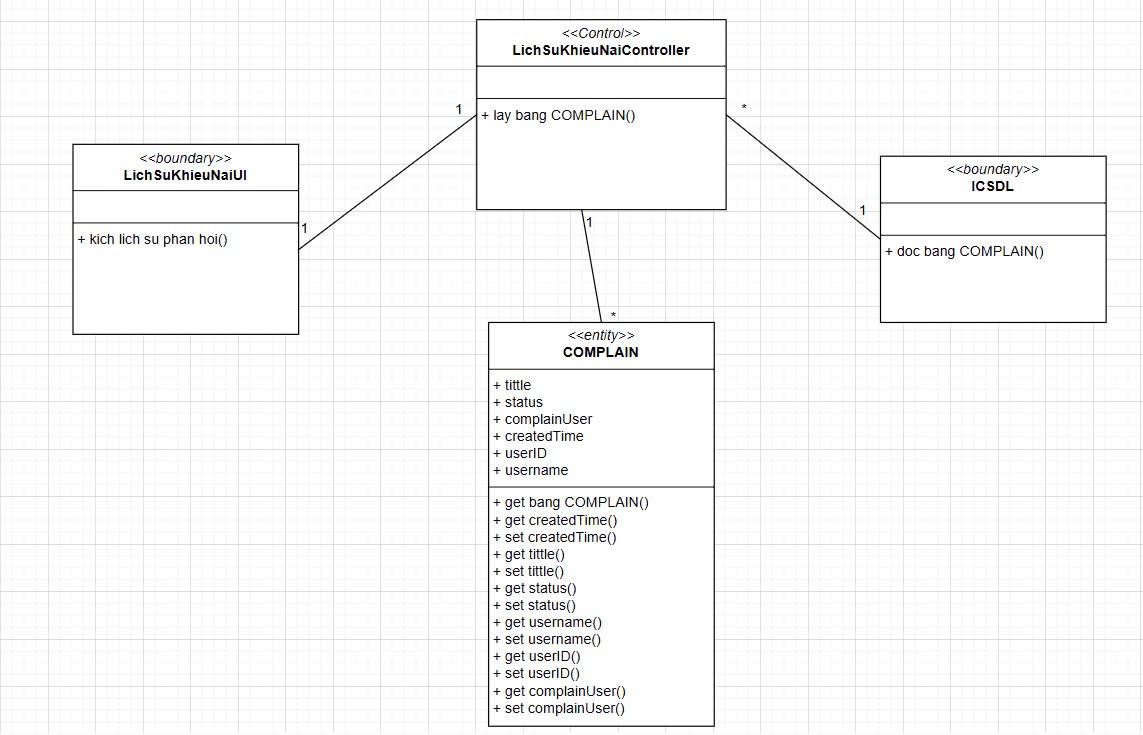 <<Control>>
LichSuKhieuNaiController
+ lay bang COMPLAIN()
1
*
<<boundary>>
LichSuKhieuNaiUI
+ kich lich su phan hoi()
1
<<boundary>>
ICSDL
+ doc bang COMPLAIN()
1
1
*
<<entity>>
COMPLAIN
+ tittle
+ status
+ complainUser
+ createdTime
+ userID
+ username
+ get bang COMPLAIN()
+ get createdTime()
+ set createdTime()
+ get tittle()
+ set tittle()
+ get status()
+ set status()
+ get username()
+ set username()
+ get userID()
+ set userID()
+ get complainUser()
+ set complainUser()